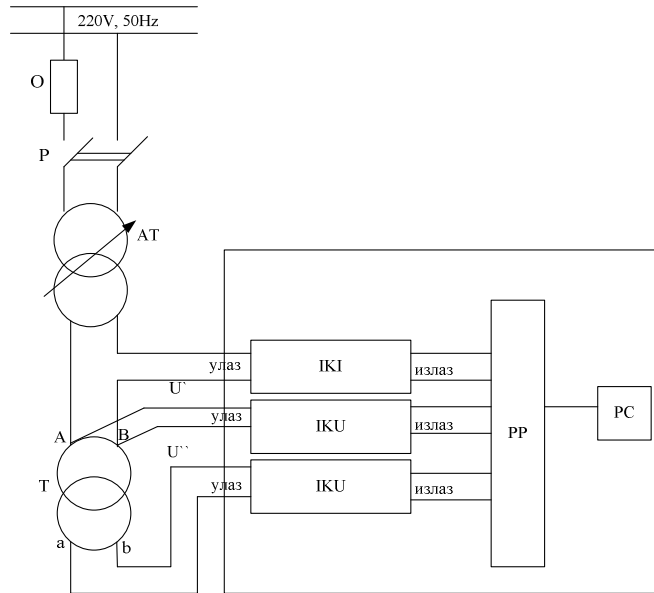 220V, 50Hz
O
P
AT
улаз
IKI
излаз
U`
A
B
улаз
IKU
излаз
U``
T
улаз
IKU
излаз
a
b
PP
PC